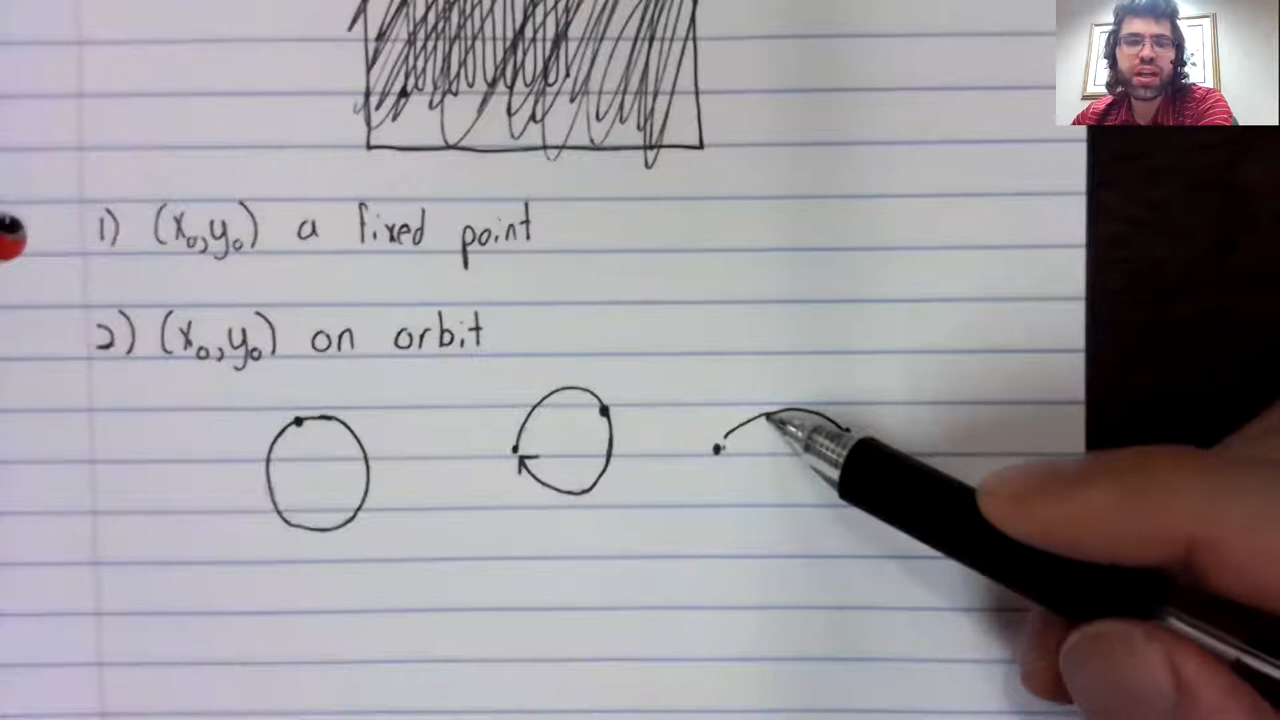 1) (x₀,y₀) a fixed point
2) (x₀,y₀) on orbit